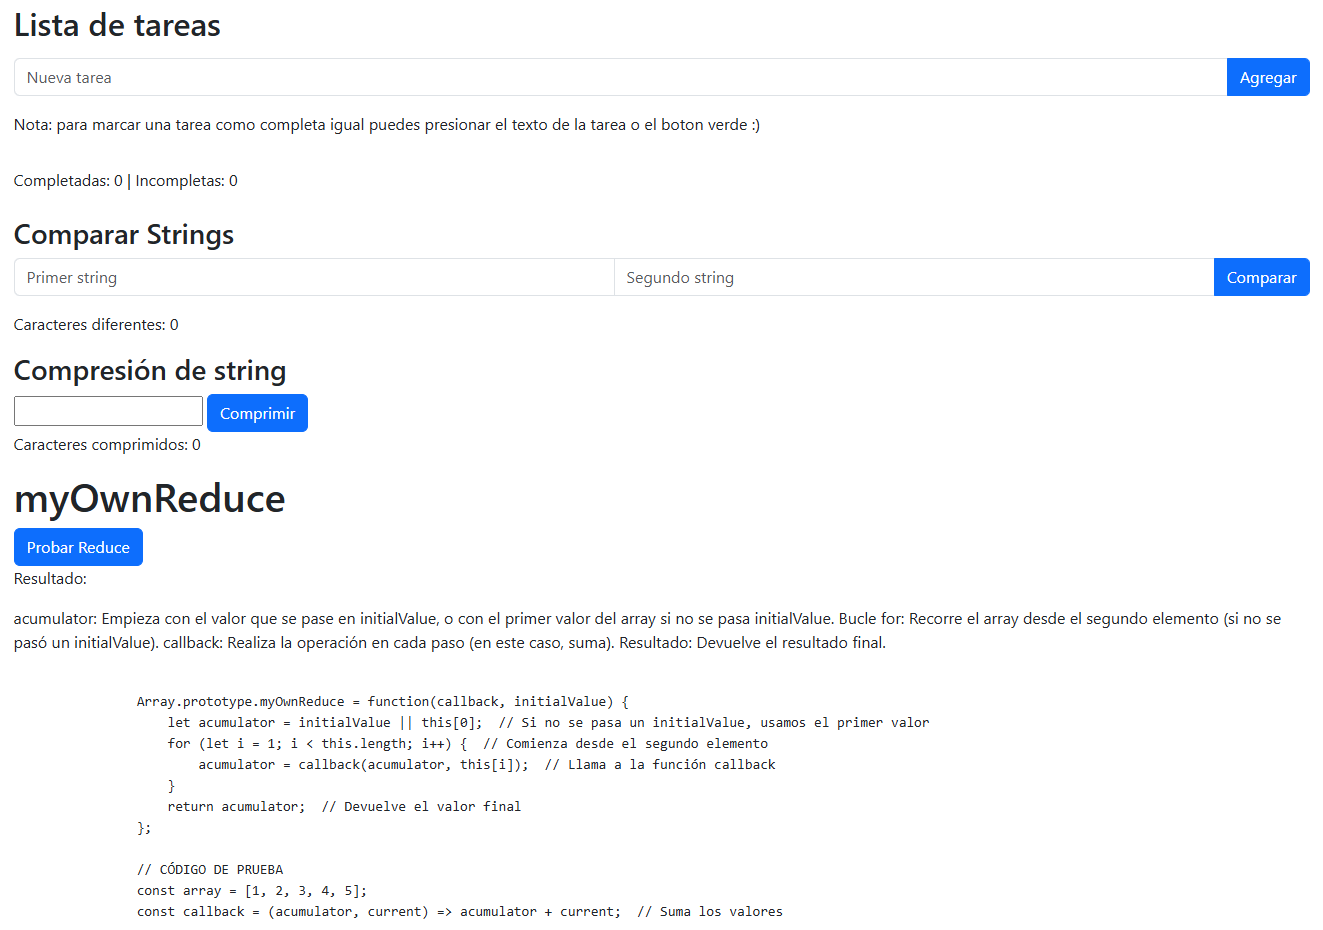 Lista de tareas
Nueva tarea
Agregar
Nota: para marcar una tarea como completa igual puedes presionar el texto de la tarea o el boton verde :)
Completadas: 0 | Incompletas: 0
Comparar Strings
Primer string
Segundo string
Comparar
Caracteres diferentes: 0
Compresión de string
Comprimir
Caracteres comprimidos: 0
myOwnReduce
Probar Reduce
Resultado:
acumulator: Empieza con el valor que se pase en initialValue, o con el primer valor del array si no se pasa initialValue. Bucle for: Recorre el array desde el segundo elemento (si no se
pasó un initialValue). callback: Realiza la operación en cada paso (en este caso, suma). Resultado: Devuelve el resultado final.
Array.prototype.myOwnReduce = function(callback, initialValue) {
    let acumulator = initialValue || this[0];  // Si no se pasa un initialValue, usamos el primer valor
    for (let i = 1; i < this.length; i++) {  // Comienza desde el segundo elemento
        acumulator = callback(acumulator, this[i]);  // Llama a la función callback
    }
    return acumulator;  // Devuelve el valor final
};
// CÓDIGO DE PRUEBA
const array = [1, 2, 3, 4, 5];
const callback = (acumulator, current) => acumulator + current;  // Suma los valores